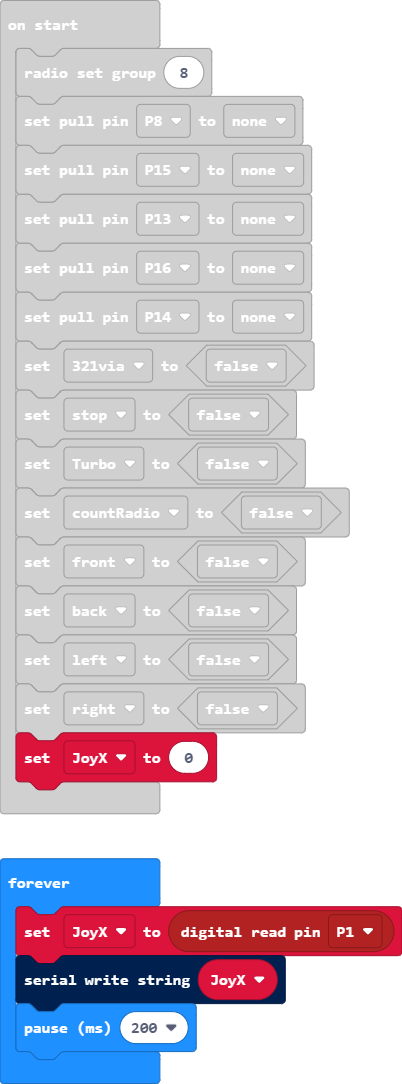 on start
radio set group 8
set pull pin P8 to none
set pull pin P15 to none
set pull pin P13 to none
set pull pin P16 to none
set pull pin P14 to none
set 321via to false
set stop to false
set Turbo to false
set countRadio to false
set front to false
set back to false
set left to false
set right to false
set JoyX to 0
forever
set JoyX to digital read pin P1
serial write string JoyX
pause (ms) 200